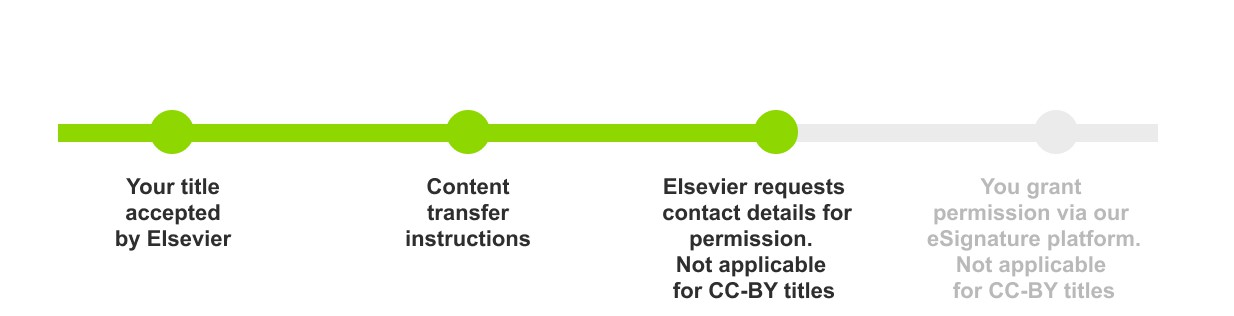 Your title
accepted
by Elsevier
Content
transfer
instructions
Elsevier requests
contact details for
permission.
Not applicable
for CC-BY titles
You grant
permission via our
eSignature platform.
Not applicable
for CC-BY titles